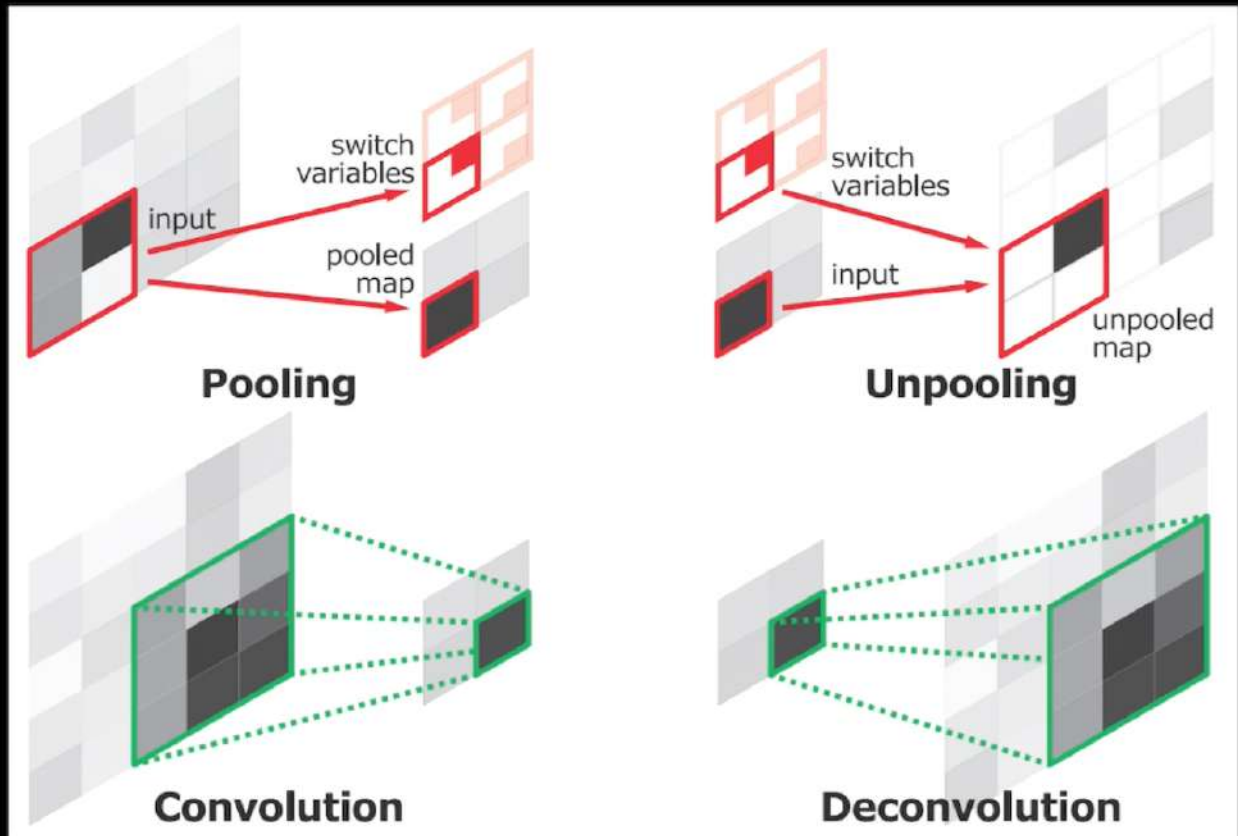 switch
variables
input
pooled
map
Pooling
switch
variables
input
unpooled
map
Unpooling
Convolution
Deconvolution